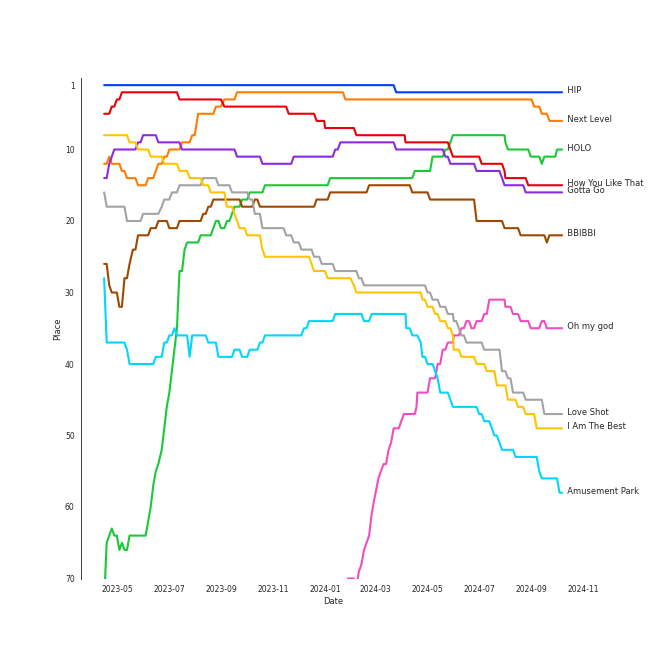 1
10
20
30
40
50
60
70
Place
2023-05
2023-07
2023-09
2023-11
2024-01
2024-03
2024-05
2024-07
2024-09
2024-11
Date
HIP
Next Level
HOLO
How You Like That
Gotta Go
BBIBBI
Oh my god
Love Shot
I Am The Best
Amusement Park